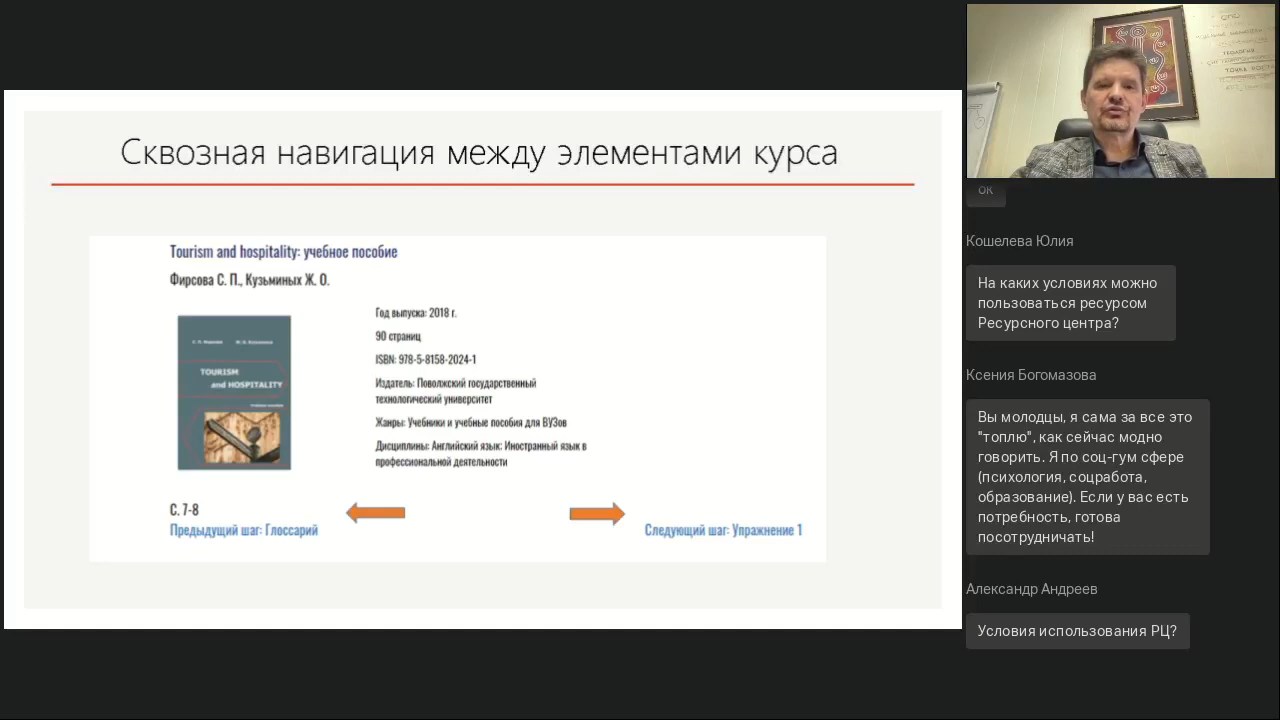 Сквозная навигация между элементами курса
Tourism and hospitality: учебное пособие
Фирсова С. П., Кузьминых Ж. О.
Год выпуска: 2018 г.
90 страниц
ISBN: 978-5-8158-2024-1
Издатель: Поволжский государственный
технологический университет
Жанры: Учебники и учебные пособия для ВУЗов
Дисциплины: Английский язык: Иностранный язык в
профессиональной деятельности
TOURISM
and HOSPITALITY
С. 7-8
Предыдущий шаг: Глоссарий
Следующий шаг: Упражнение 1
ок
Кошелева Юлия
На каких условиях можно
пользоваться ресурсом
Ресурсного центра?
Ксения Богомазова
Вы молодцы, я сама за все это
"топлю", как сейчас модно
говорить. Я по соц-гум сфере
(психология, соцработа,
образование). Если у вас есть
потребность, готова
посотрудничать!
Александр Андреев
Условия использования РЦ?